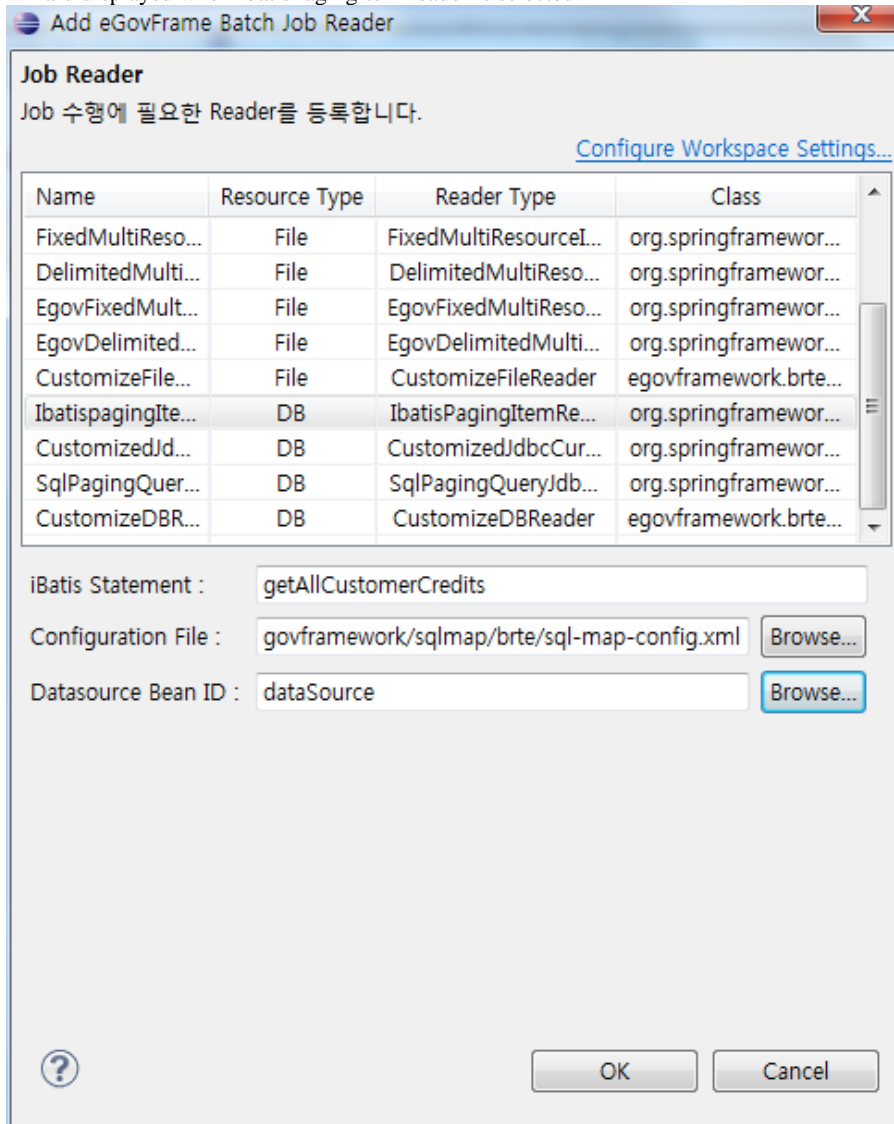 Add eGovFrame Batch Job Reader
Job Reader
Job 수행에 필요한 Reader를 등록합니다.
Configure Workspace Settings...
Name Resource Type Reader Type Class
FixedMultiReso... File FixedMultiResourceI... org.springframewor...
DelimitedMulti... File DelimitedMultiReso... org.springframewor...
EgovFixedMult... File EgovFixedMultiReso... org.springframewor...
EgovDelimited... File EgovDelimitedMulti... org.springframewor...
CustomizeFile... File CustomizeFileReader egovframework.brte...
IbatispagingIte... DB IbatisPagingItemRe... org.springframewor...
CustomizedJd... DB CustomizedJdbcCur... org.springframewor...
SqlPagingQuer... DB SqlPagingQueryJdb... org.springframewor...
CustomizeDBR... DB CustomizeDBReader egovframework.brte...
iBatis Statement : getAllCustomerCredits
Configuration File : govframework/sqlmap/brte/sql-map-config.xml Browse...
Datasource Bean ID : dataSource Browse...
OK Cancel